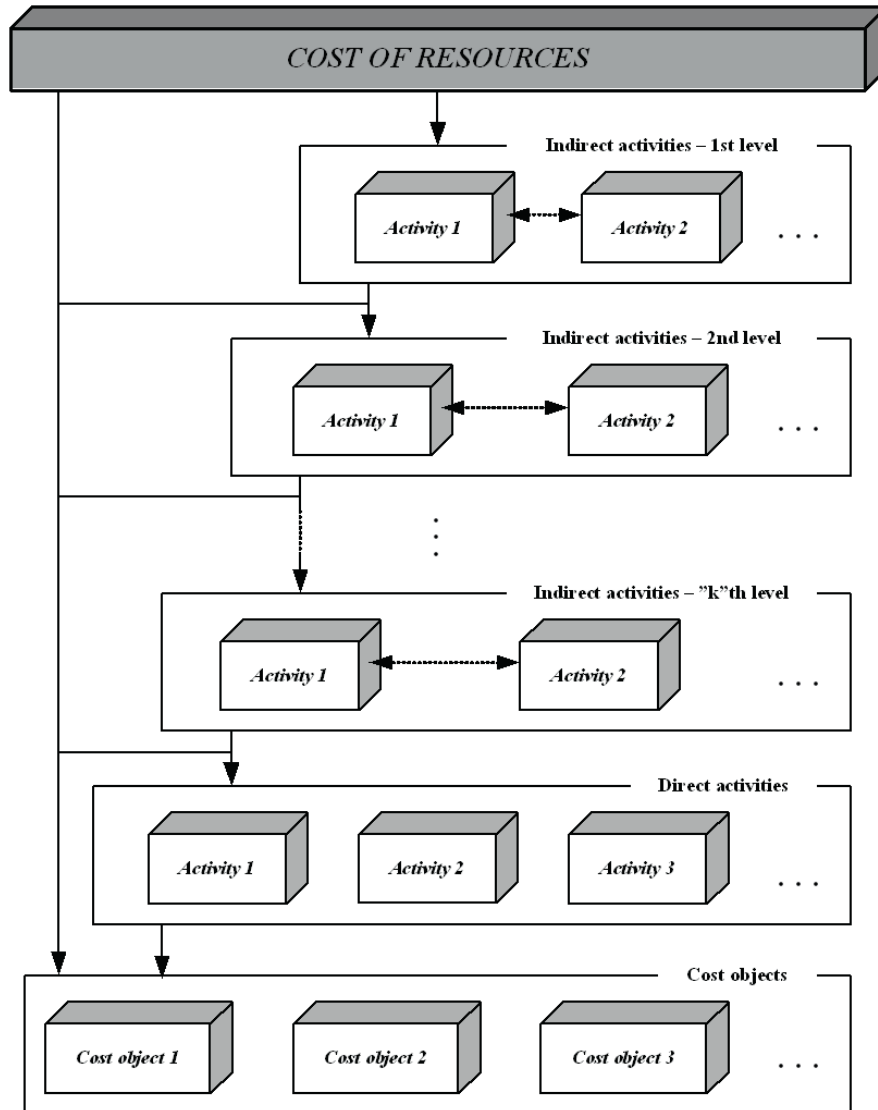 COST OF RESOURCES
Indirect activities – 1st level
Activity 1
Activity 2
. . .
Indirect activities – 2nd level
Activity 1
Activity 2
. . .
Indirect activities – ”k”th level
Activity 1
Activity 2
. . .
Direct activities
Activity 1
Activity 2
Activity 3
. . .
Cost objects
Cost object 1
Cost object 2
Cost object 3
. . .